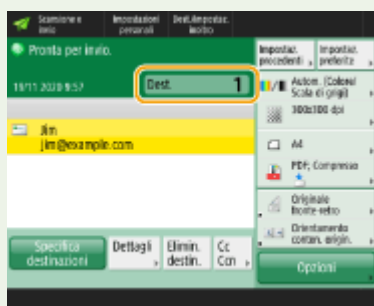 Scansione e
invio
Impostazioni
personali
Dest./impostaz.
inoltro
Pronta per invio.
Impostaz.
precedenti
Impostaz.
preferite
19/11 2020 9:57
Dest.
1
Autom. (Colore/
Scala di grigi)
300x300 dpi
Jim
jim@example.com
A4
PDF; Compresso
Originale
fronte-retro
Orientamento
conten. origin.
Specifica
destinazioni
Dettagli
Elimin.
destin.
Cc
Ccn
Opzioni